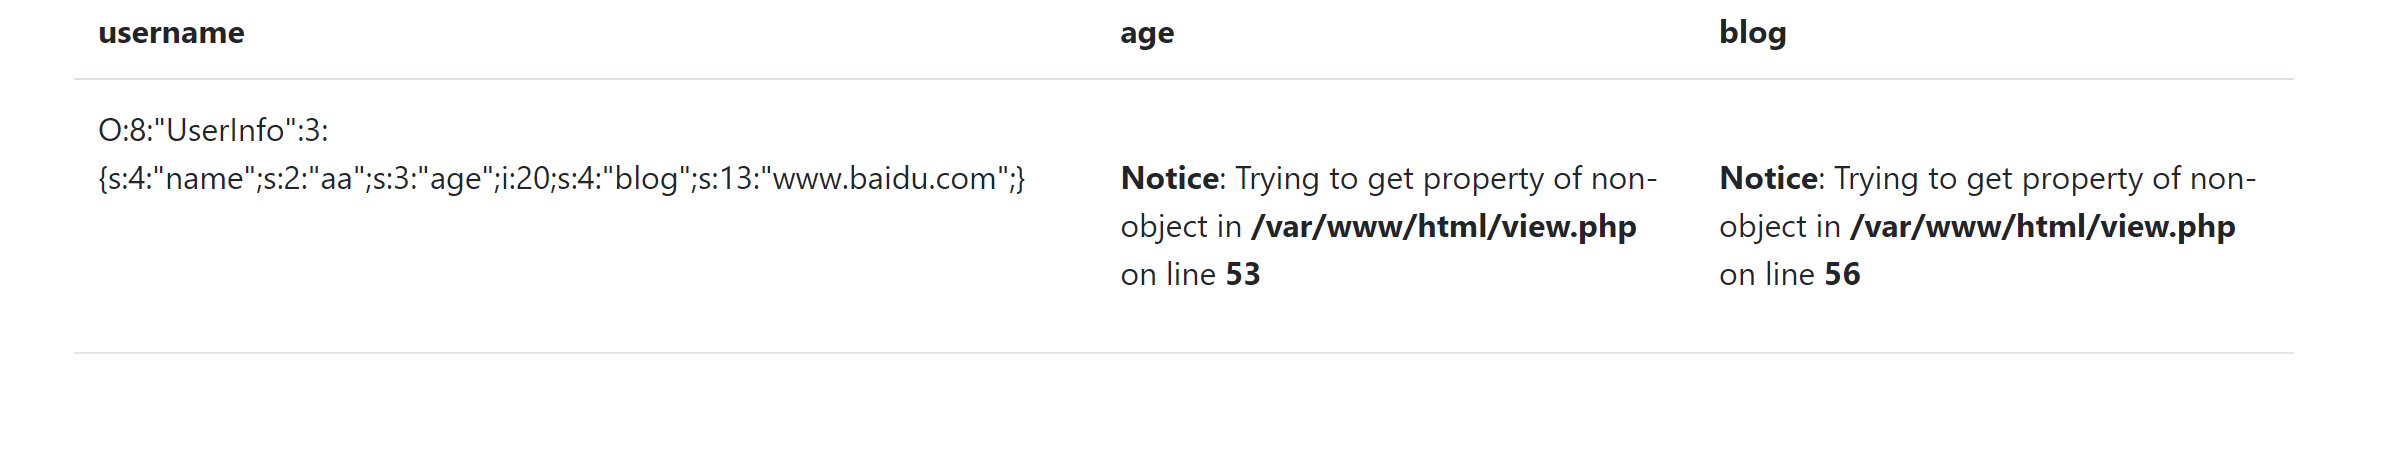 username age blog
O:8:"UserInfo":3:
{s:4:"name";s:2:"aa";s:3:"age";i:20;s:4:"blog";s:13:"www.baidu.com";}
Notice: Trying to get property of non-
object in /var/www/html/view.php
on line 53
Notice: Trying to get property of non-
object in /var/www/html/view.php
on line 56